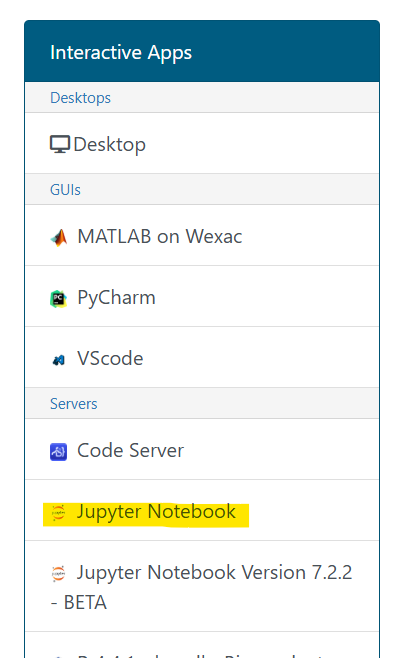 Interactive Apps
Desktops
Desktop
GUIs
MATLAB on Wexac
PyCharm
VScode
Servers
Code Server
Jupyter Notebook
Jupyter Notebook Version 7.2.2
- BETA